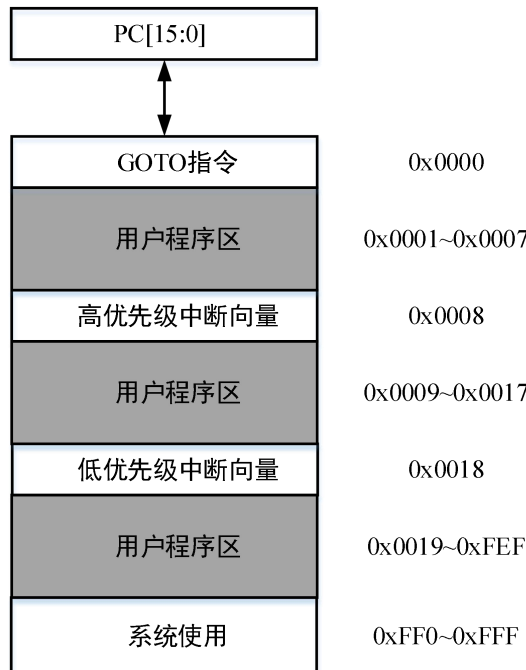 PC[15:0]
GOTO指令 0x0000
用户程序区 0x0001~0x0007
高优先级中断向量 0x0008
用户程序区 0x0009~0x0017
低优先级中断向量 0x0018
用户程序区 0x0019~0xFEF
系统使用 0xFF0~0xFFF